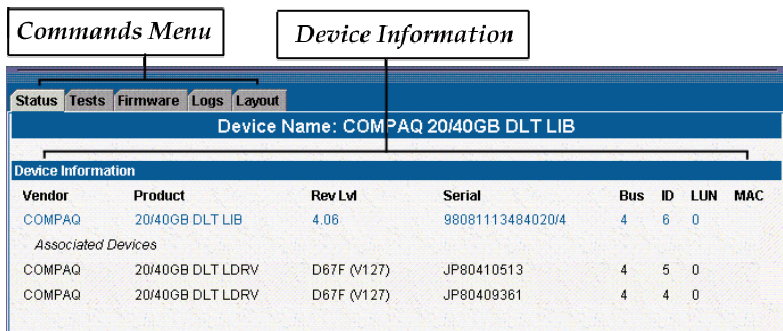 Commands Menu Device Information
Status Tests Firmware Logs Layout
Device Name: COMPAQ 20/40GB DLT LIB
Device Information
Vendor Product Rev Lvl Serial Bus ID LUN MAC
COMPAQ 20/40GB DLT LIB 4.06 98081113484020/4 4 6 0
Associated Devices
COMPAQ 20/40GB DLT LDRV D67F (V127) JP80410513 4 5 0
COMPAQ 20/40GB DLT LDRV D67F (V127) JP80409361 4 4 0